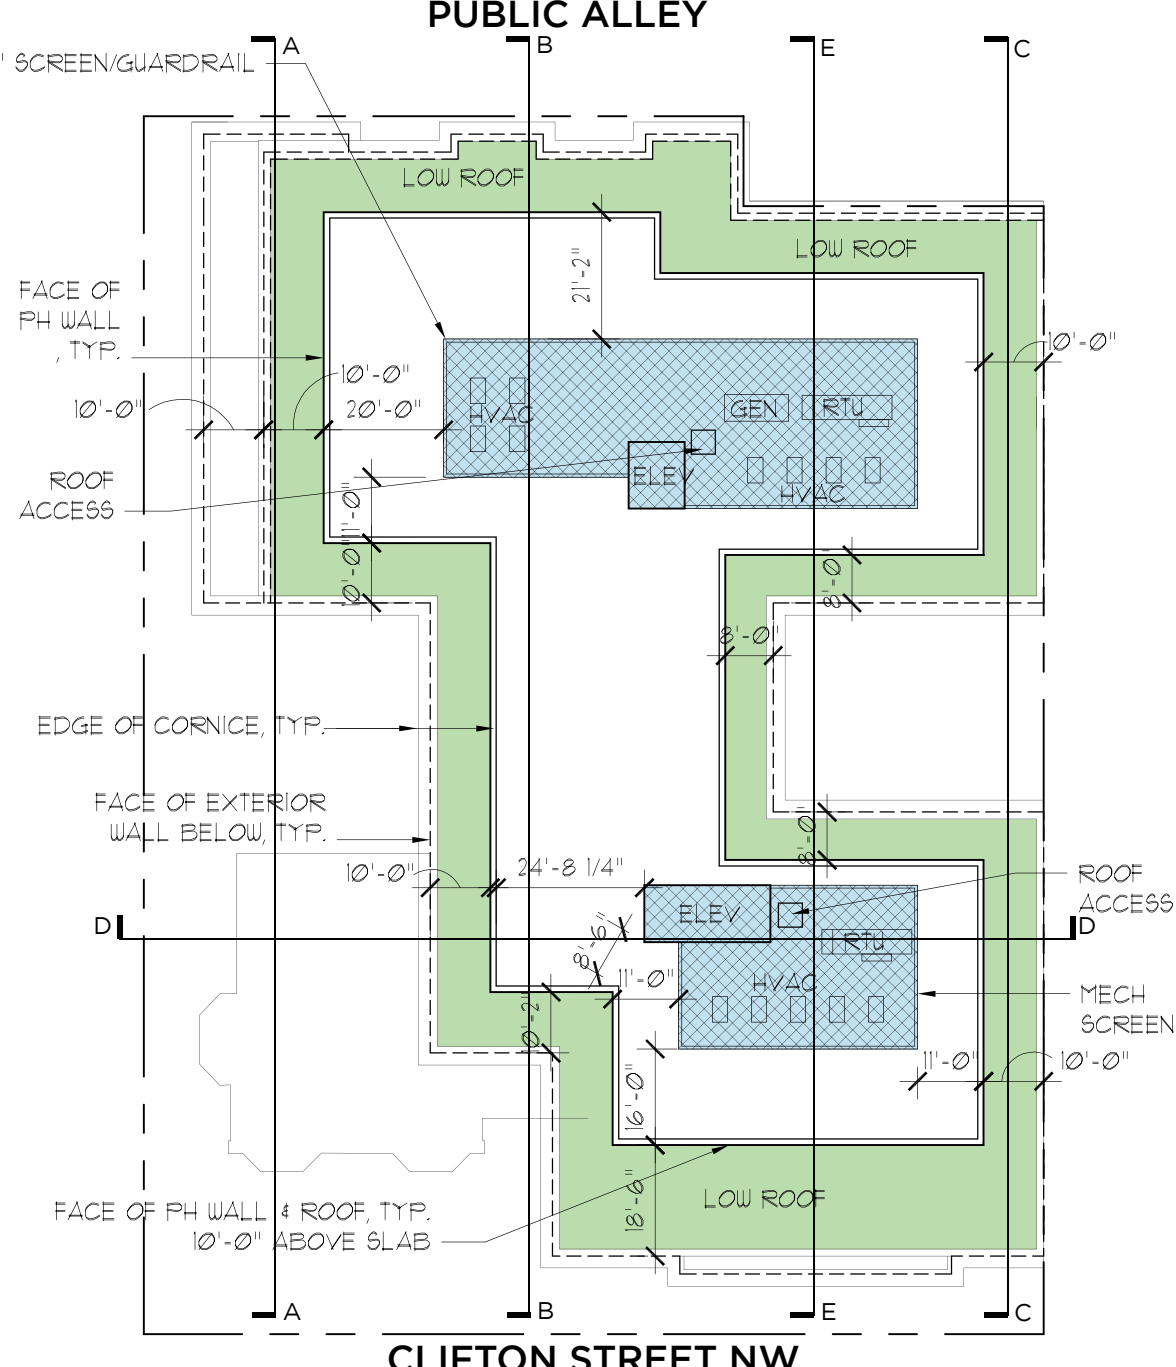 PUBLIC ALLEY
A
B
E
C
' SCREEN/GUARDRAIL
LOW ROOF
LOW ROOF
21'-2"
FACE OF
PH WALL
, TYP.
10'-0"
10'-0"
10'-0"
20'-0"
HVAC
GEN
RTU
ROOF
ACCESS
ELEV
HVAC
11'-0"
10'-0"
8'-0"
8'-0"
EDGE OF CORNICE, TYP.
FACE OF EXTERIOR
WALL BELOW, TYP.
8'-0"
10'-0"
24'-8 1/4"
ROOF
ACCESS
ELEV
D
D
RTU
8'-6"
11'-0"
HVAC
MECH
SCREEN
10'-2"
11'-0"
10'-0"
16'-0"
LOW ROOF
18'-6"
FACE OF PH WALL & ROOF, TYP.
10'-0" ABOVE SLAB
A
B
E
C
CLIFTON STREET NW